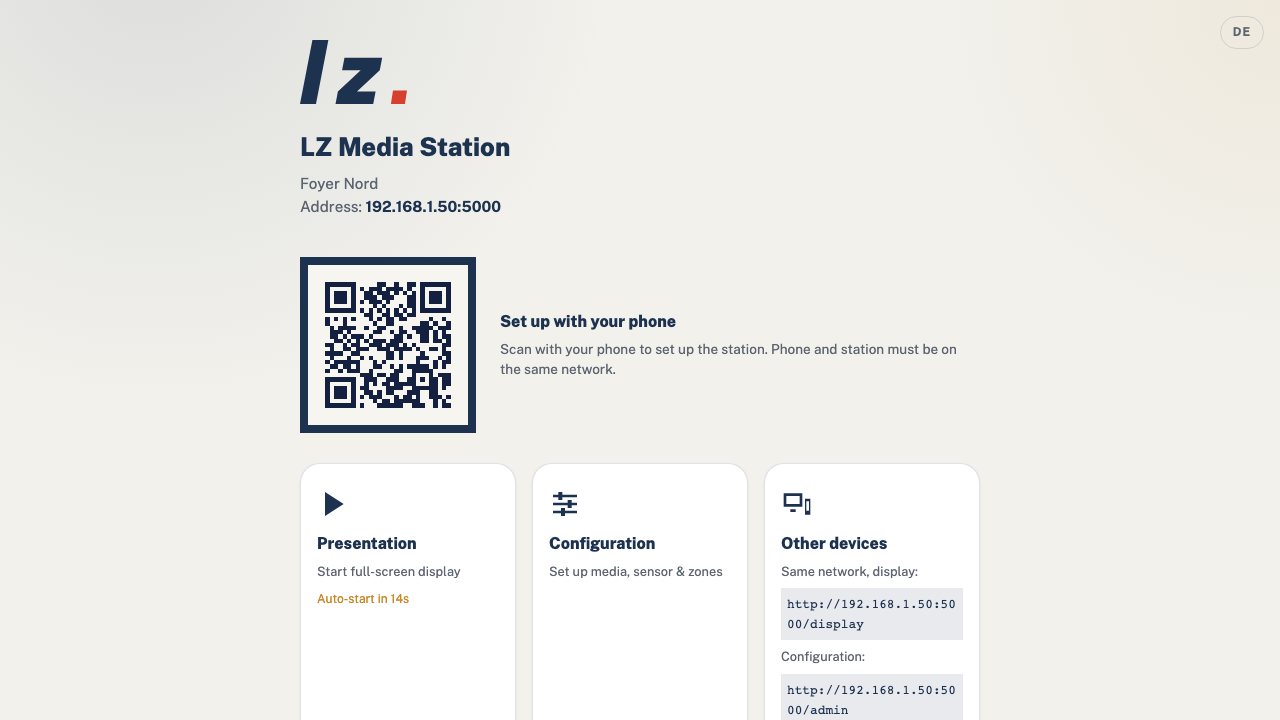 DE
lz.
LZ Media Station
Foyer Nord
Address: 192.168.1.50:5000
Set up with your phone
Scan with your phone to set up the station. Phone and station must be on
the same network.
Presentation
Start full-screen display
Auto-start in 14s
Configuration
Set up media, sensor & zones
Other devices
Same network, display:
http://192.168.1.50:50
00/display
Configuration:
http://192.168.1.50:50
00/admin